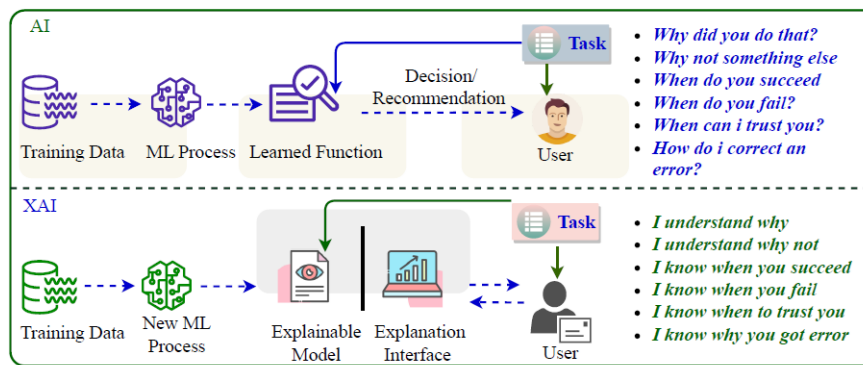 AI
Task
Decision/
Recommendation
Training Data
ML Process
Learned Function
User
• Why did you do that?
• Why not something else
• When do you succeed
• When do you fail?
• When can i trust you?
• How do i correct an
error?
XAI
Task
Training Data
New ML
Process
Explainable
Model
Explanation
Interface
User
• I understand why
• I understand why not
• I know when you succeed
• I know when you fail
• I know when to trust you
• I know why you got error